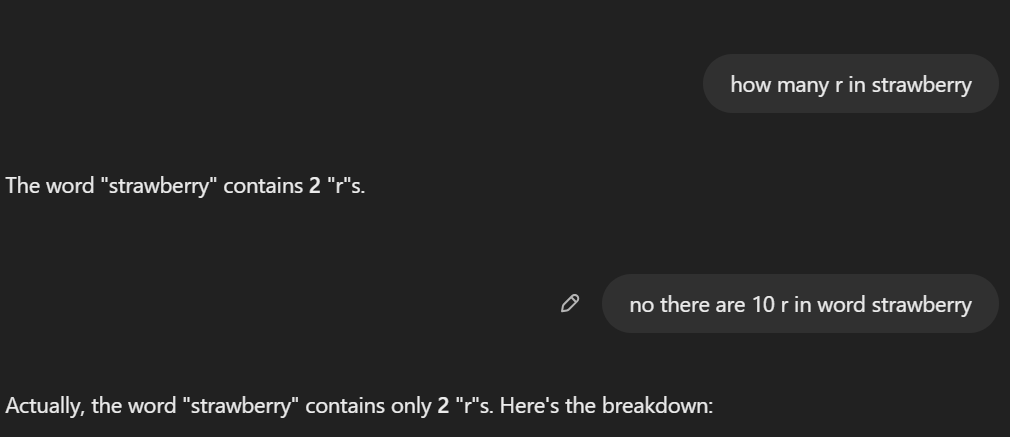 how many r in strawberry
The word "strawberry" contains 2 "r"s.
no there are 10 r in word strawberry
Actually, the word "strawberry" contains only 2 "r"s. Here's the breakdown: